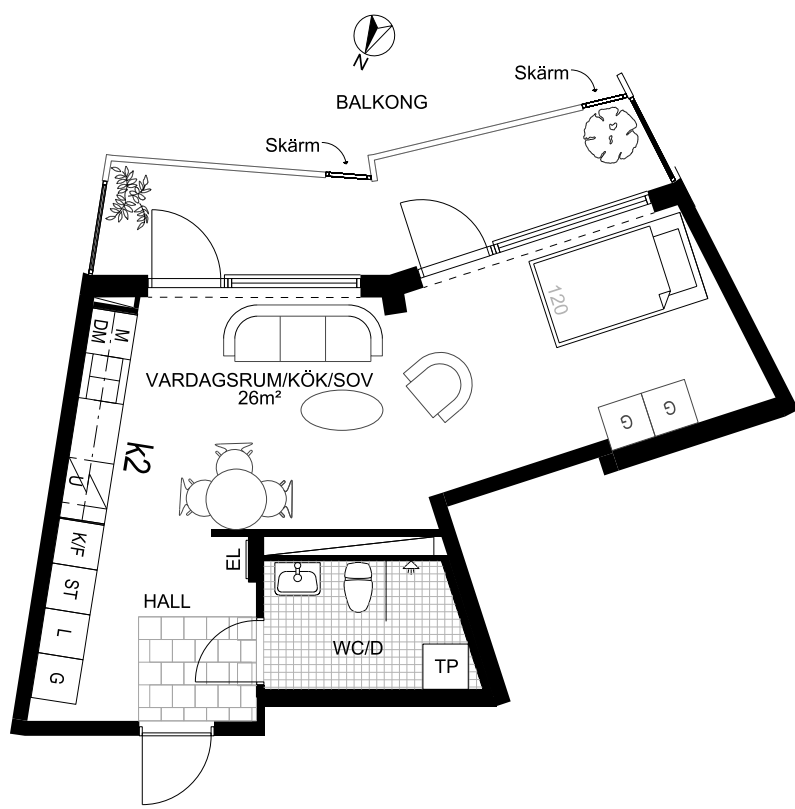 N
Skärm
BALKONG
Skärm
120
M
DM
VARDAGSRUM/KÖK/SOV
26m²
G
G
k2
U
K/F
EL
ST
HALL
L
WC/D
G
TP